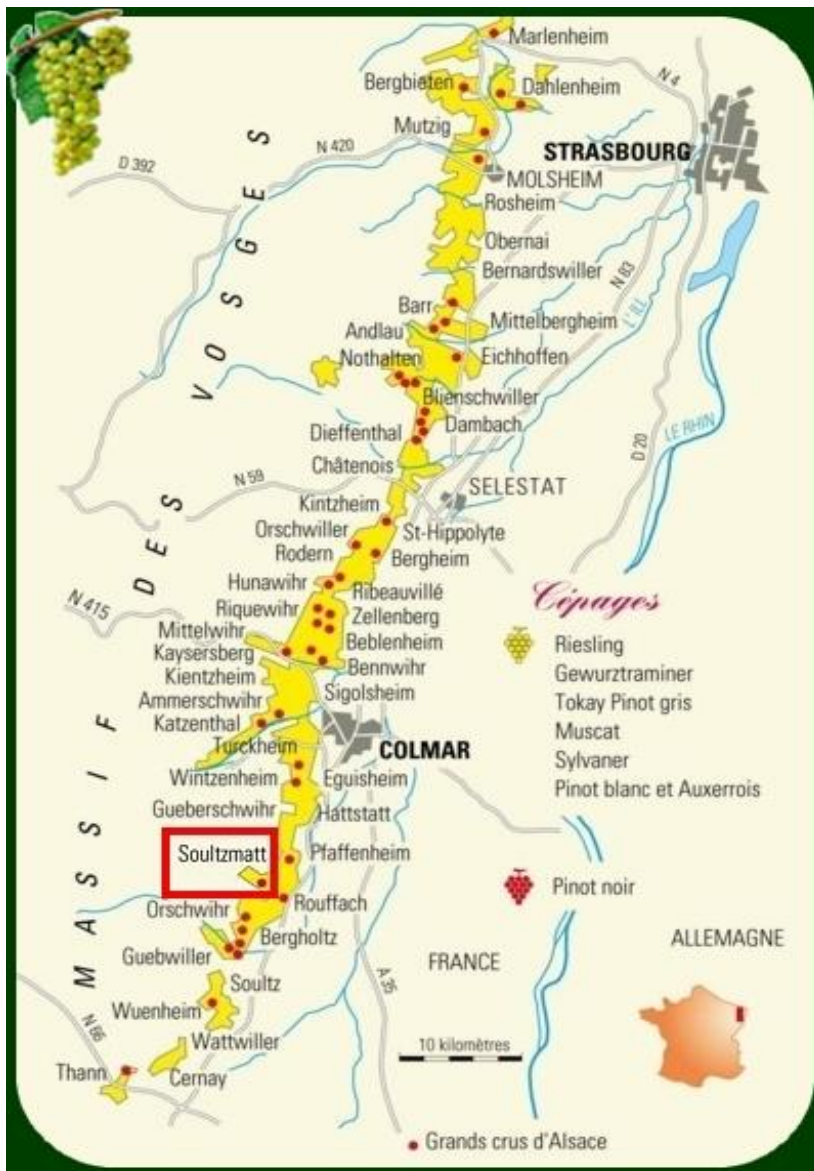 Marlenheim
N 4
Bergbieten
Dahlenheim
Mutzig
STRASBOURG
N 420
D 392
MOLSHEIM
Rosheim
Obernai
Bernardswiller
N 83
L'ILL
Barr
Mittelbergheim
Andlau
Eichhoffen
Nothalten
Blienschwiller
Dambach
Dieffenthal
LE RHIN
D 20
Châtenois
N 59
SELESTAT
Kintzheim
St-Hippolyte
Orschwiller
Rodern
Bergheim
Hunawihr
Ribeauvillé
Riquewihr
Zellenberg
N 415
Mittelwihr
Beblenheim
Kaysersberg
Bennwihr
Kientzheim
Sigolsheim
Ammerschwihr
Katzenthal
Turckheim
COLMAR
Wintzenheim
Eguisheim
Gueberschwihr
Hattstatt
Soultzmatt
Pfaffenheim
Orschwihr
Rouffach
Bergholtz
Guebwiller
Soultz
Wuenheim
Wattwiller
N 66
Thann
Cernay
A 35
MASSIF DES VOSGES
Cépages
Riesling
Gewurztraminer
Tokay Pinot gris
Muscat
Sylvaner
Pinot blanc et Auxerrois
Pinot noir
FRANCE
ALLEMAGNE
10 kilomètres
Grands crus d'Alsace